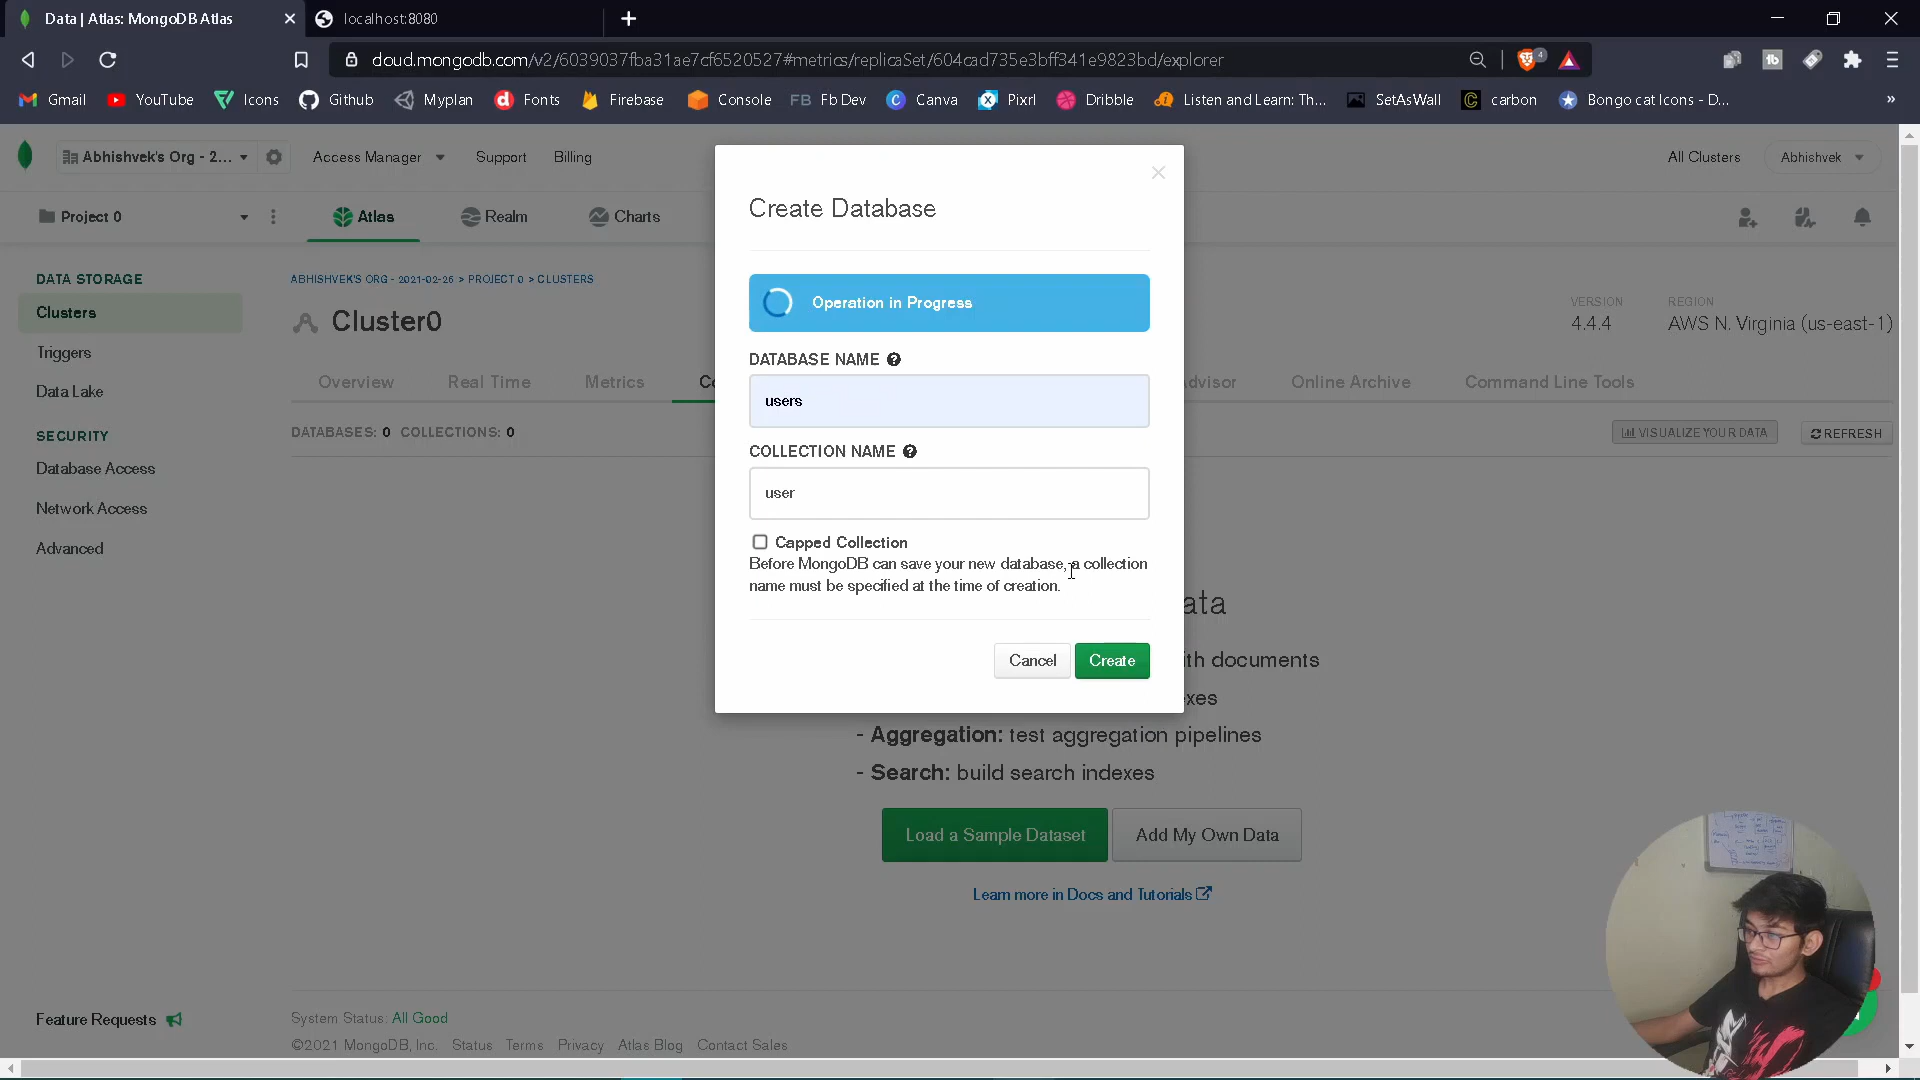 Data | Atlas: MongoDB Atlas
localhost:8080
cloud.mongodb.com/v2/6039037fba31ae7cf6520527#metrics/replicaSet/604cad735e3bff341e9823bd/explorer
4
Gmail
YouTube
Icons
Github
Myplan
Fonts
Firebase
Console
FB Fb Dev
Canva
Pixrl
Dribble
Listen and Learn: Th...
SetAsWall
carbon
Bongo cat Icons - D...
»
Abhishvek's Org - 2...
Access Manager
Support
Billing
All Clusters
Abhishvek
Project 0
Atlas
Realm
Charts
DATA STORAGE
Clusters
Triggers
Data Lake
SECURITY
Database Access
Network Access
Advanced
Feature Requests
ABHISHVEK'S ORG - 2021-02-26 > PROJECT 0 > CLUSTERS
Cluster0
VERSION
4.4.4
REGION
AWS N. Virginia (us-east-1)
Overview
Real Time
Metrics
Co
dvisor
Online Archive
Command Line Tools
DATABASES: 0 COLLECTIONS: 0
VISUALIZE YOUR DATA
REFRESH
Create Database
Operation in Progress
DATABASE NAME
users
COLLECTION NAME
user
Capped Collection
Before MongoDB can save your new database, a collection
name must be specified at the time of creation.
Cancel
Create
ata
ith documents
xes
- Aggregation: test aggregation pipelines
- Search: build search indexes
Load a Sample Dataset
Add My Own Data
Learn more in Docs and Tutorials
System Status: All Good
©2021 MongoDB, Inc.
Status
Terms
Privacy
Atlas Blog
Contact Sales